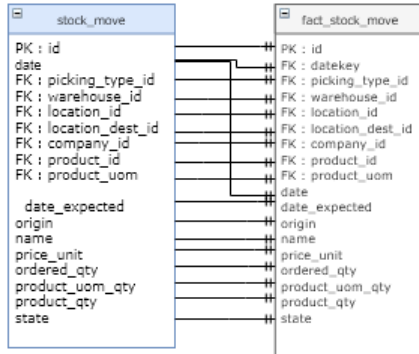 stock_move
PK : id
date
FK : picking_type_id
FK : warehouse_id
FK : location_id
FK : location_dest_id
FK : company_id
FK : product_id
FK : product_uom
date_expected
origin
name
price_unit
ordered_qty
product_uom_qty
product_qty
state
fact_stock_move
PK : id
FK : datekey
FK : picking_type_id
FK : warehouse_id
FK : location_id
FK : location_dest_id
FK : company_id
FK : product_id
FK : product_uom
date
date_expected
origin
name
price_unit
ordered_qty
product_uom_qty
product_qty
state